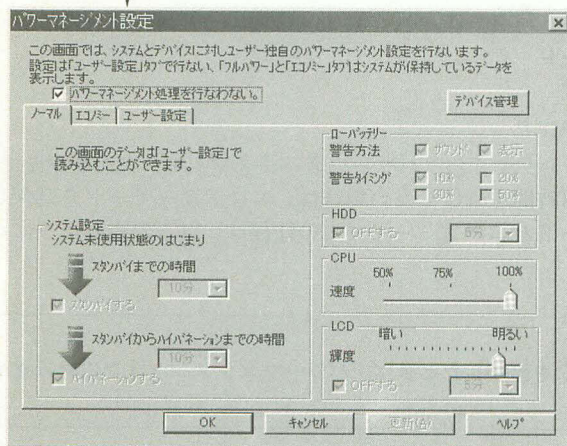 パワーマネージメント設定
この画面では、システムとデバイスに対しユーザー独自のパワーマネージメント設定を行ないます。
設定は「ユーザー設定」タブで行ない、「フルパワー」と「エコノミー」タブはシステムが保持しているデータを
表示します。
パワーマネージメント処理を行なわない。
デバイス管理
ノーマル エコノミー ユーザー設定
この画面のデータは「ユーザー設定」で
読み込むことができます。
システム設定
システム未使用状態のはじまり
スタンバイまでの時間
10分
スタンバイする
スタンバイからハイバネーションまでの時間
10分
ハイバネーションする
ローバッテリー
警告方法 サウンド 表示
警告タイミング 10% 20%
30% 50%
HDD
OFFする 5分
CPU
50% 75% 100%
速度
LCD
暗い 明るい
輝度
OFFする 5分
OK キャンセル 更新(A) ヘルプ